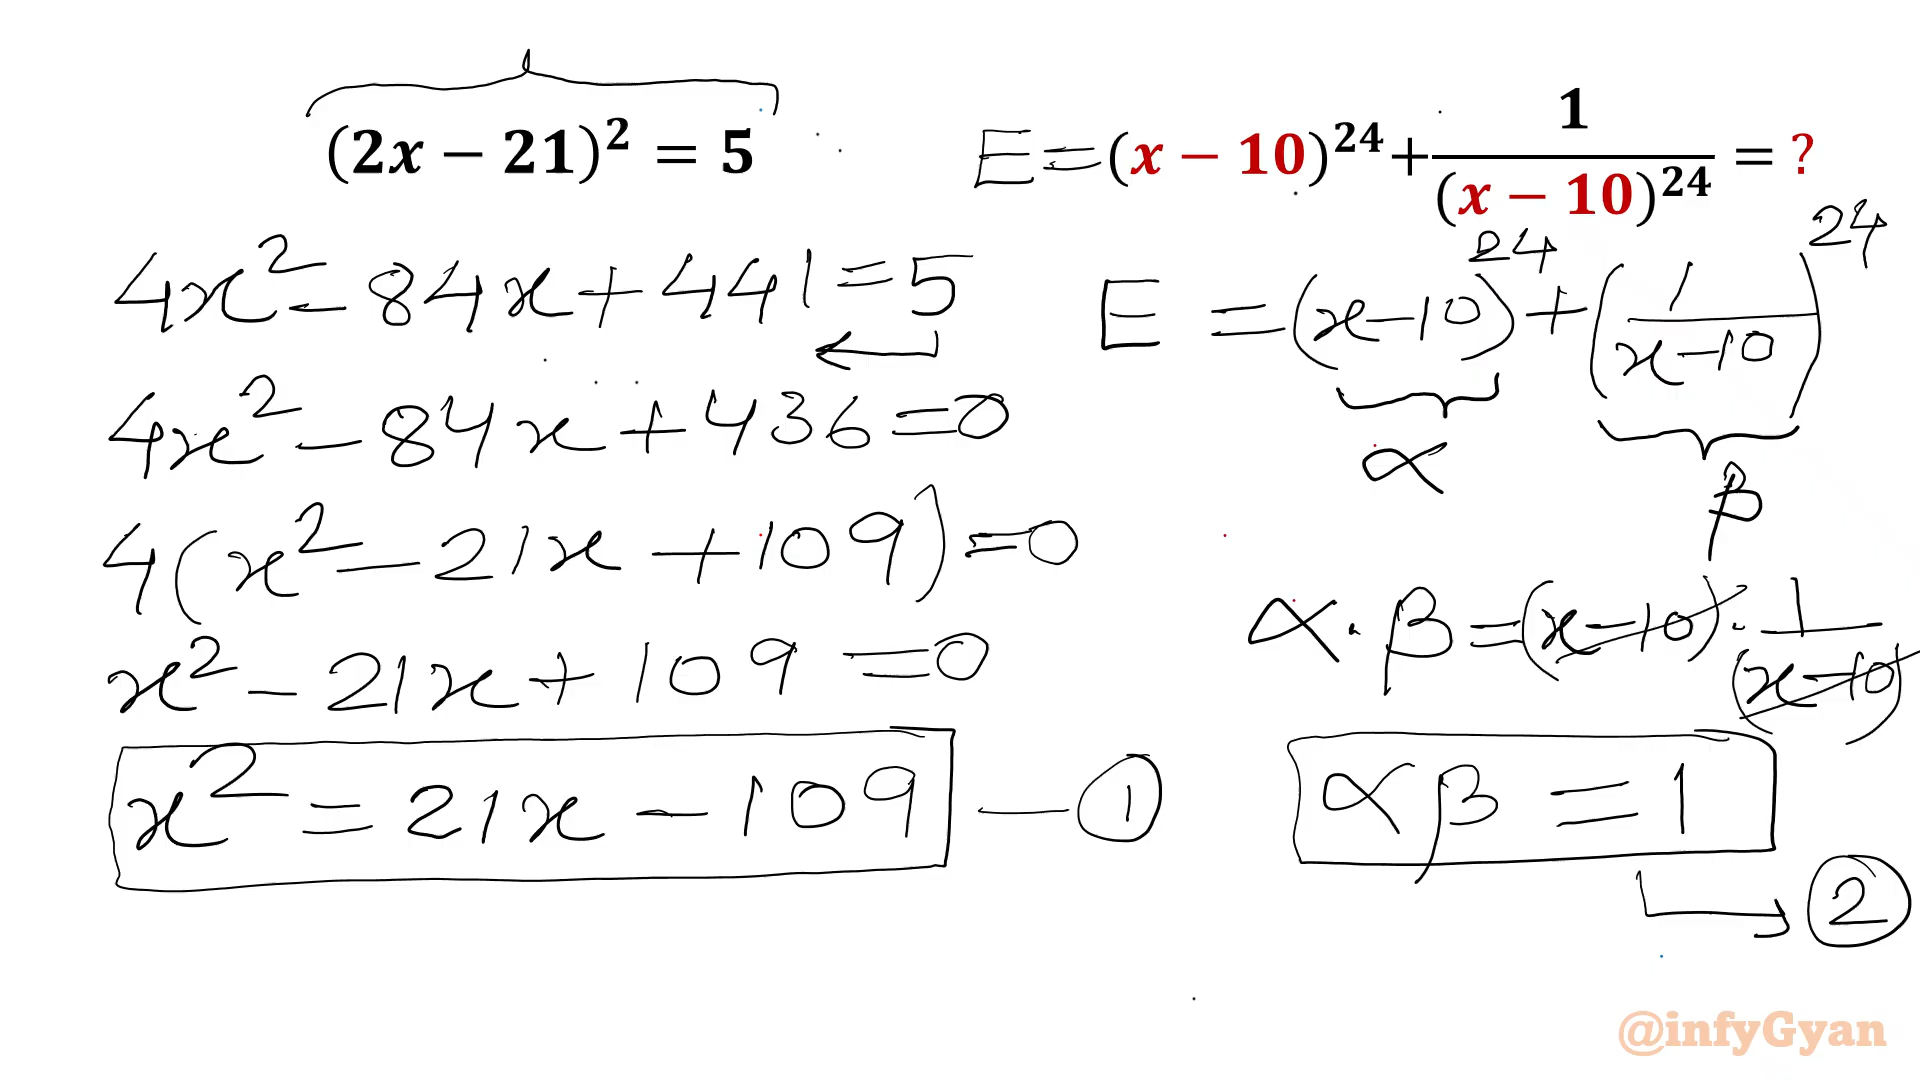 (2x − 21)² = 5
E = (x − 10)²⁴ + 1/(x − 10)²⁴ = ?
4x² − 84x + 441 = 5
4x² − 84x + 436 = 0
4(x² − 21x + 109) = 0
x² − 21x + 109 = 0
x² = 21x − 109 — ①
E = (x − 10)²⁴ + (1/(x − 10))²⁴
α
β
α · β = (x − 10) · 1/(x − 10)
αβ = 1
②
@infyGyan